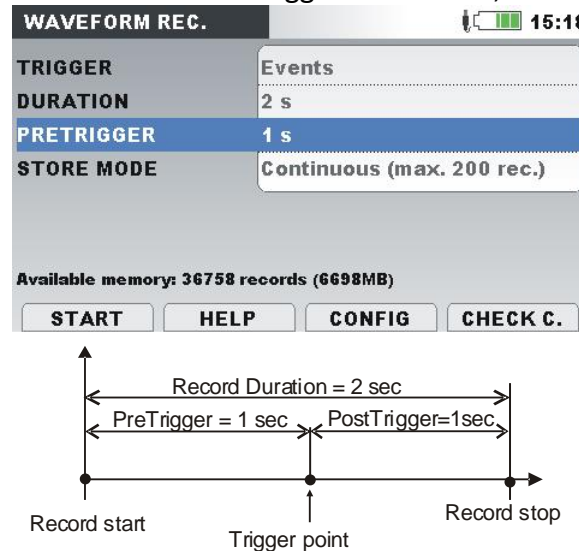 WAVEFORM REC. 15:18
TRIGGER Events
DURATION 2 s
PRETRIGGER 1 s
STORE MODE Continuous (max. 200 rec.)
Available memory: 36758 records (6698MB)
START HELP CONFIG CHECK C.
Record Duration = 2 sec
PreTrigger = 1 sec PostTrigger=1sec
Record start
Trigger point
Record stop